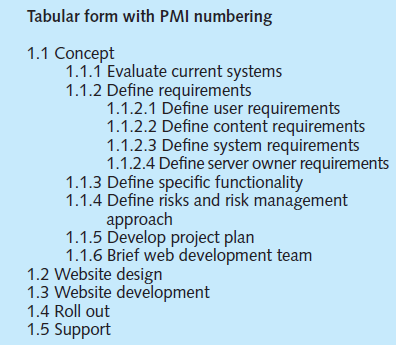 Tabular form with PMI numbering
1.1 Concept
1.1.1 Evaluate current systems
1.1.2 Define requirements
1.1.2.1 Define user requirements
1.1.2.2 Define content requirements
1.1.2.3 Define system requirements
1.1.2.4 Define server owner requirements
1.1.3 Define specific functionality
1.1.4 Define risks and risk management
approach
1.1.5 Develop project plan
1.1.6 Brief web development team
1.2 Website design
1.3 Website development
1.4 Roll out
1.5 Support